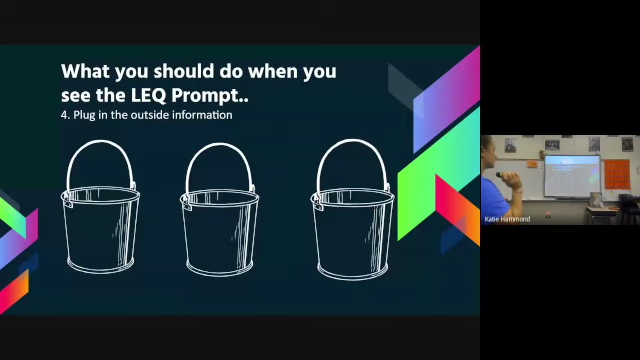 What you should do when you
see the LEQ Prompt..
4. Plug in the outside information
Katie Hammond